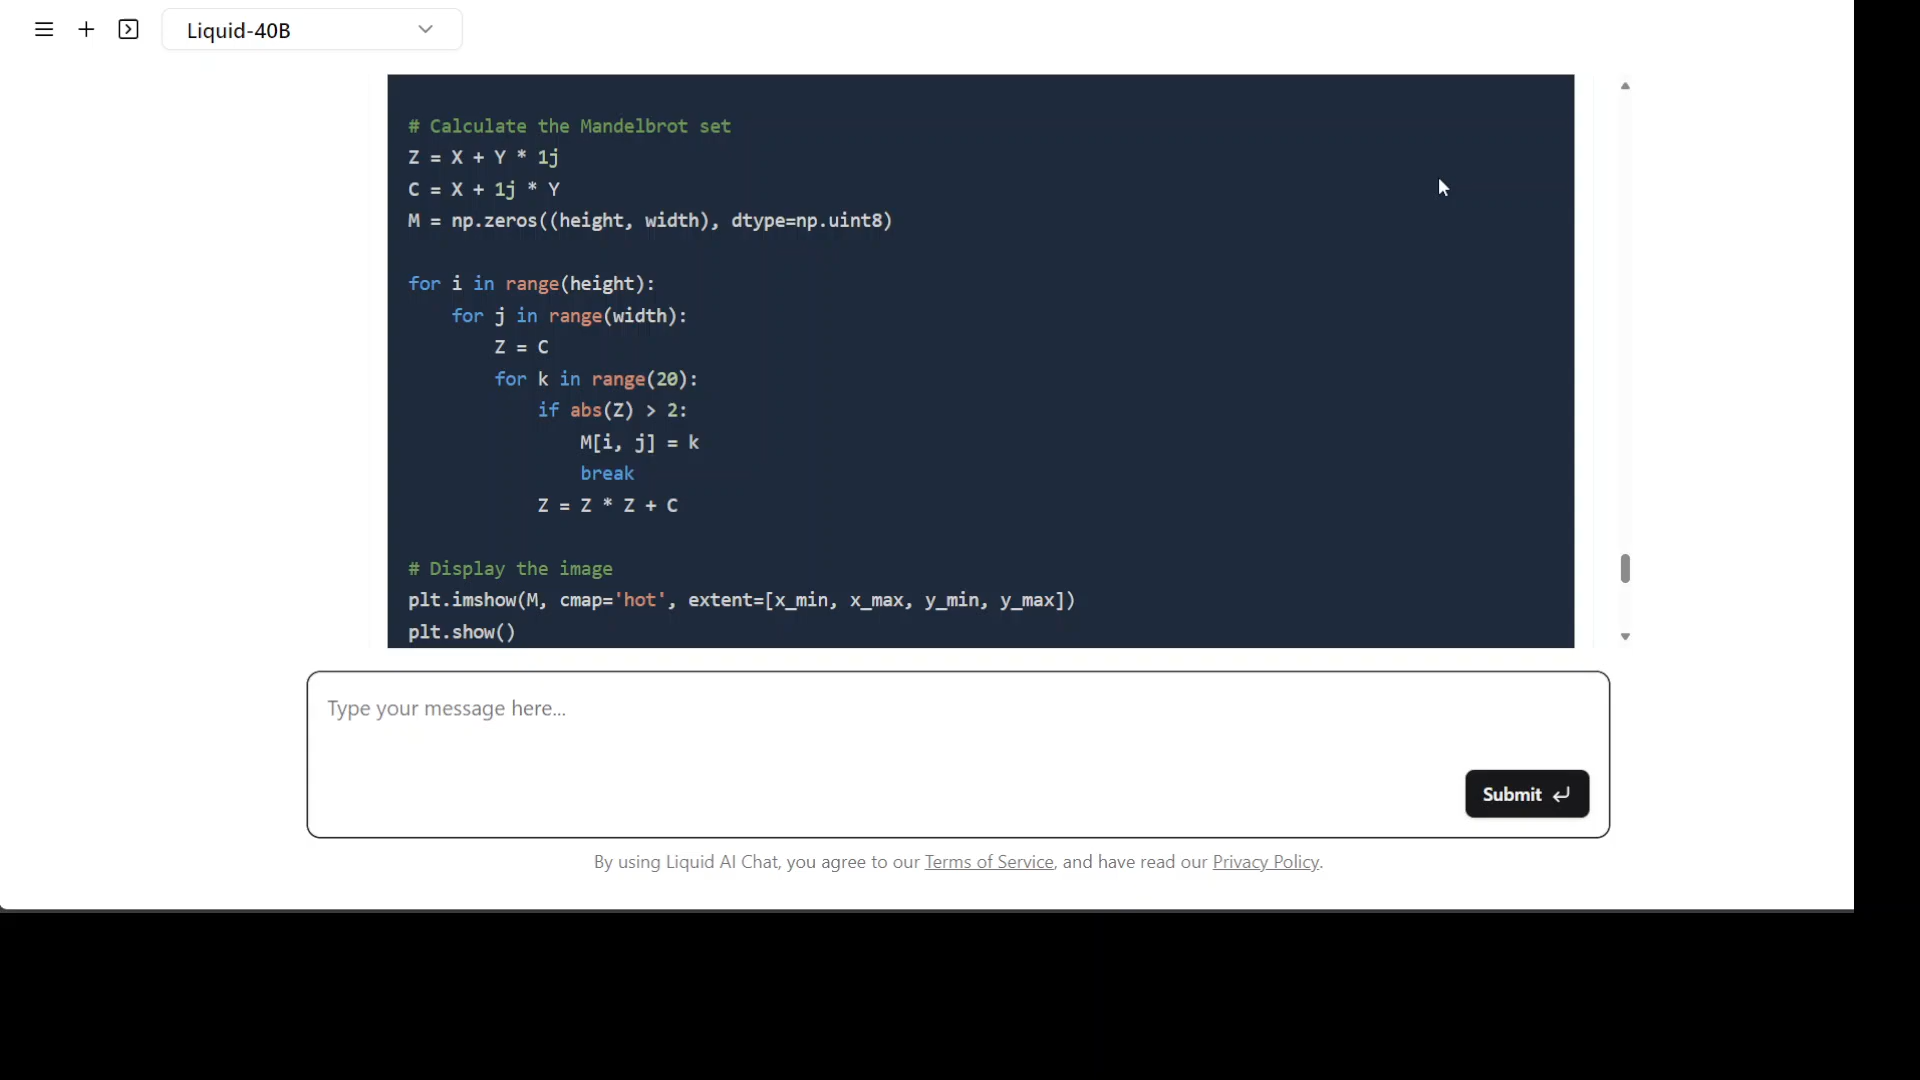 Liquid-40B
# Calculate the Mandelbrot set
Z = X + Y * 1j
C = X + 1j * Y
M = np.zeros((height, width), dtype=np.uint8)
for i in range(height):
    for j in range(width):
        Z = C
        for k in range(20):
            if abs(Z) > 2:
                M[i, j] = k
                break
            Z = Z * Z + C
# Display the image
plt.imshow(M, cmap='hot', extent=[x_min, x_max, y_min, y_max])
plt.show()
Type your message here...
Submit
By using Liquid AI Chat, you agree to our Terms of Service, and have read our Privacy Policy.